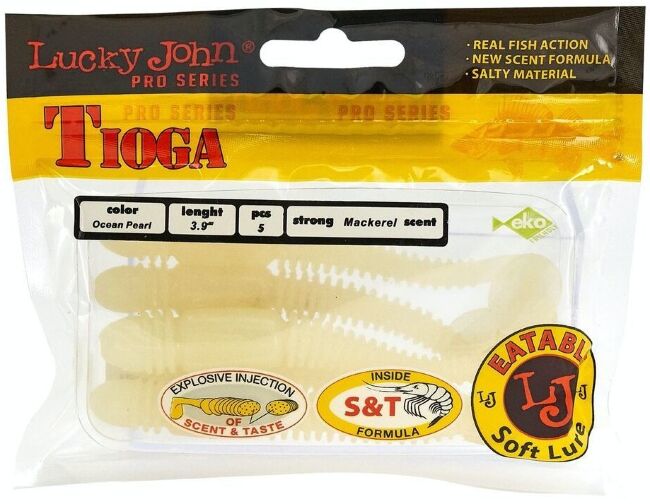 Lucky John®
PRO SERIES
· REAL FISH ACTION
· NEW SCENT FORMULA
· SALTY MATERIAL
PRO SERIES PRO SERIES
TIOGA
color
Ocean Pearl
lenght
3.9"
pcs
5
strong Mackerel scent
eko
EXPLOSIVE INJECTION
OF
SCENT & TASTE
INSIDE
S&T
FORMULA
EATABL
LJ LJ
Soft Lure